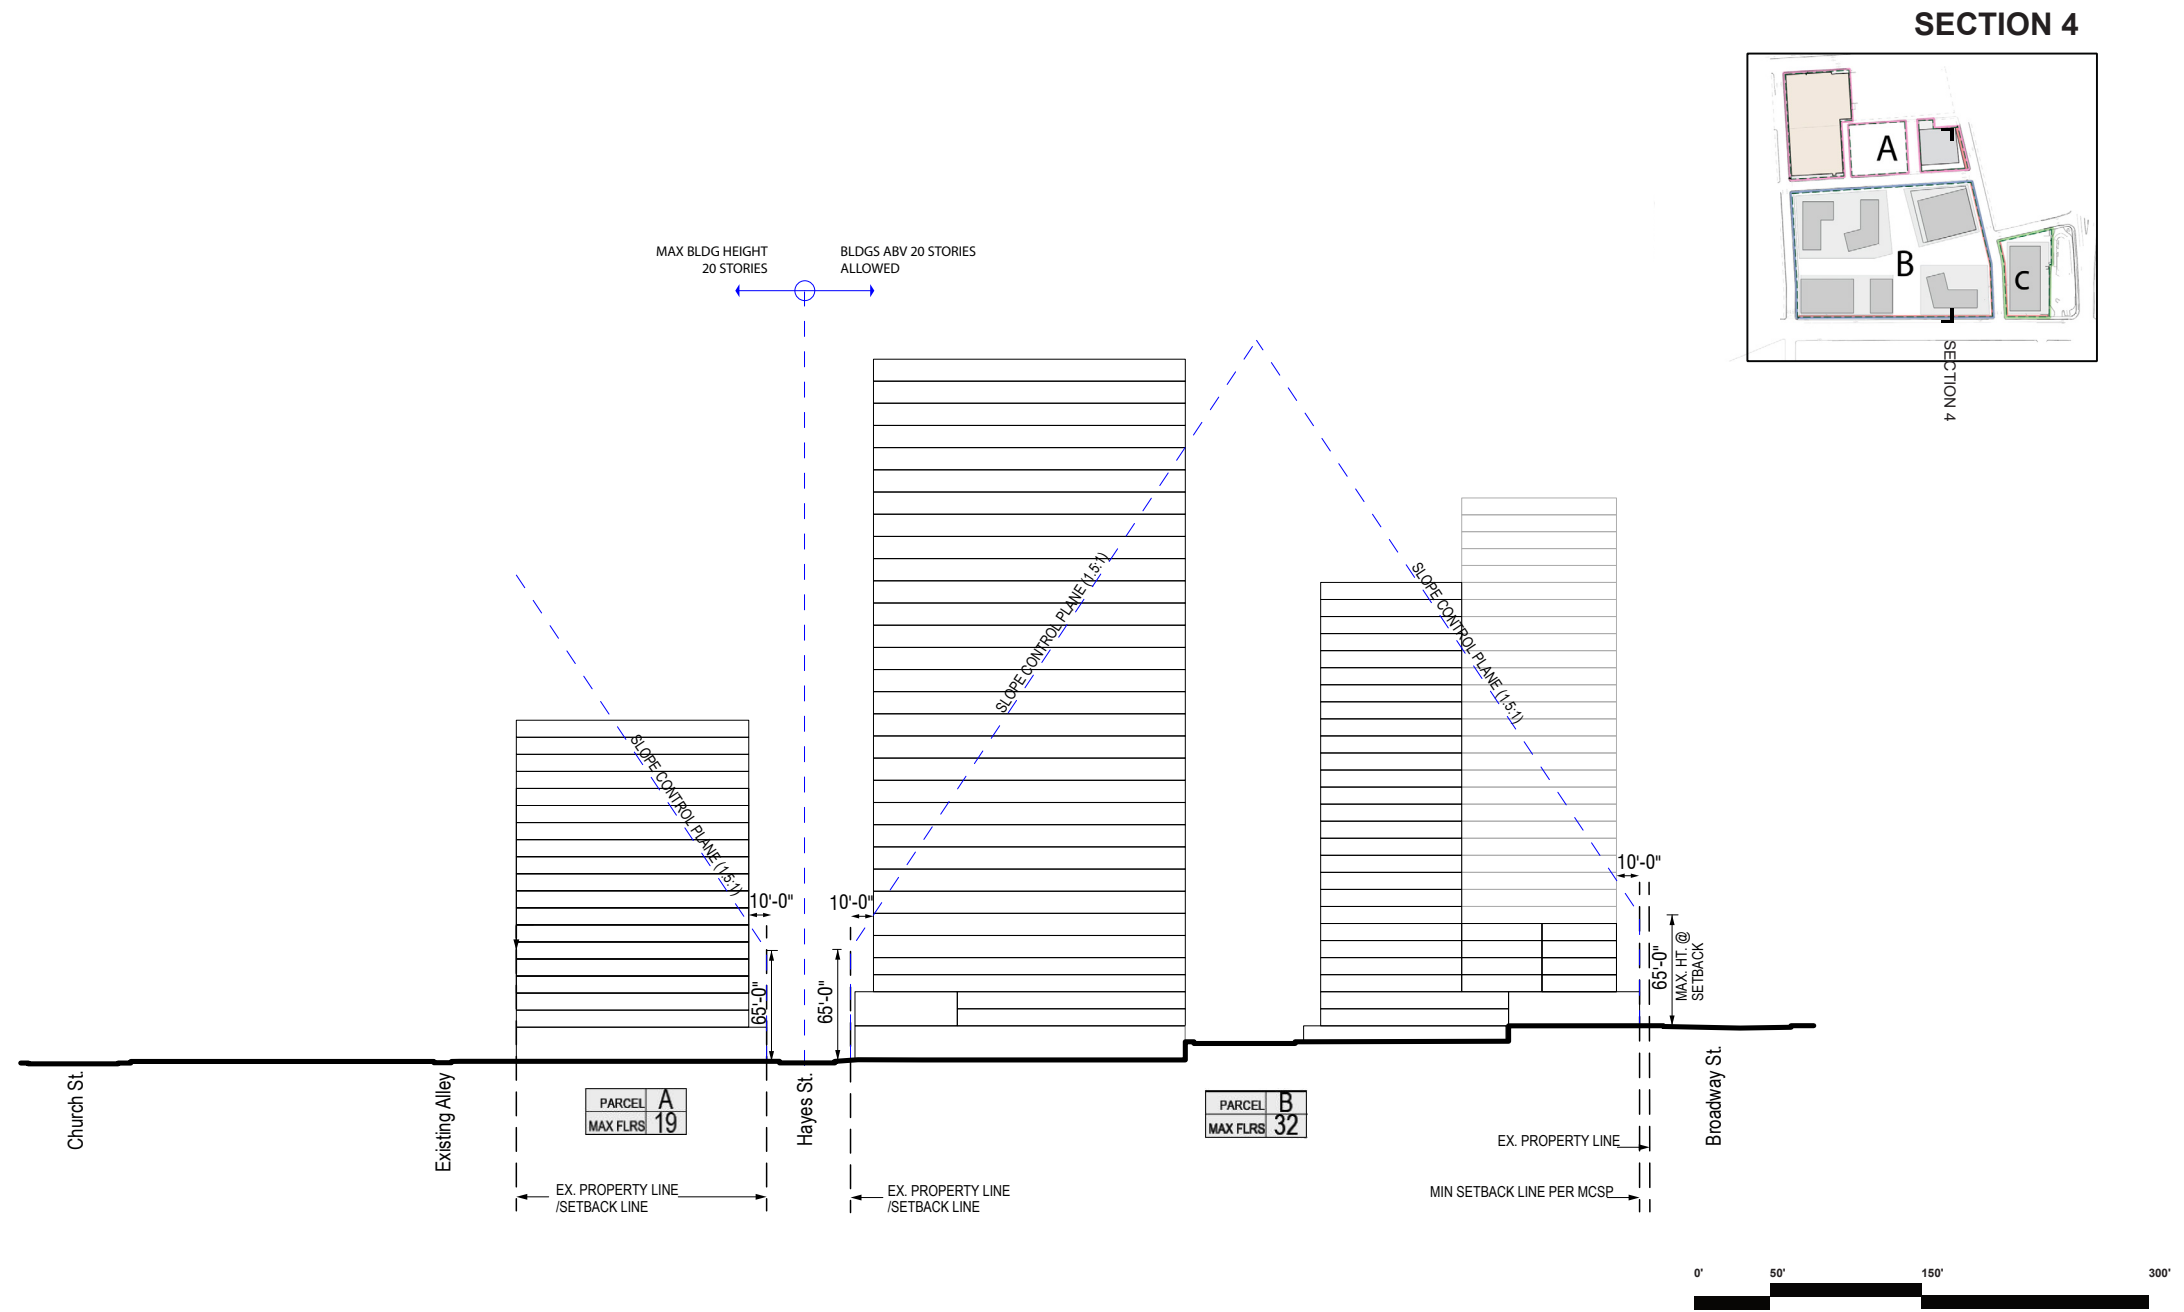 SECTION 4
A
B
C
SECTION 4
MAX BLDG HEIGHT
20 STORIES
BLDGS ABV 20 STORIES
ALLOWED
SLOPE CONTROL PLANE (1.5:1)
SLOPE CONTROL PLANE (1.5:1)
SLOPE CONTROL PLANE (1.5:1)
10'-0"
10'-0"
10'-0"
65'-0"
65'-0"
65'-0"
MAX. HT. @
SETBACK
Church St.
Existing Alley
Hayes St.
Broadway St.
PARCEL A
MAX FLRS 19
PARCEL B
MAX FLRS 32
EX. PROPERTY LINE
MIN SETBACK LINE PER MCSP
EX. PROPERTY LINE
/SETBACK LINE
EX. PROPERTY LINE
/SETBACK LINE
0' 50' 150' 300'